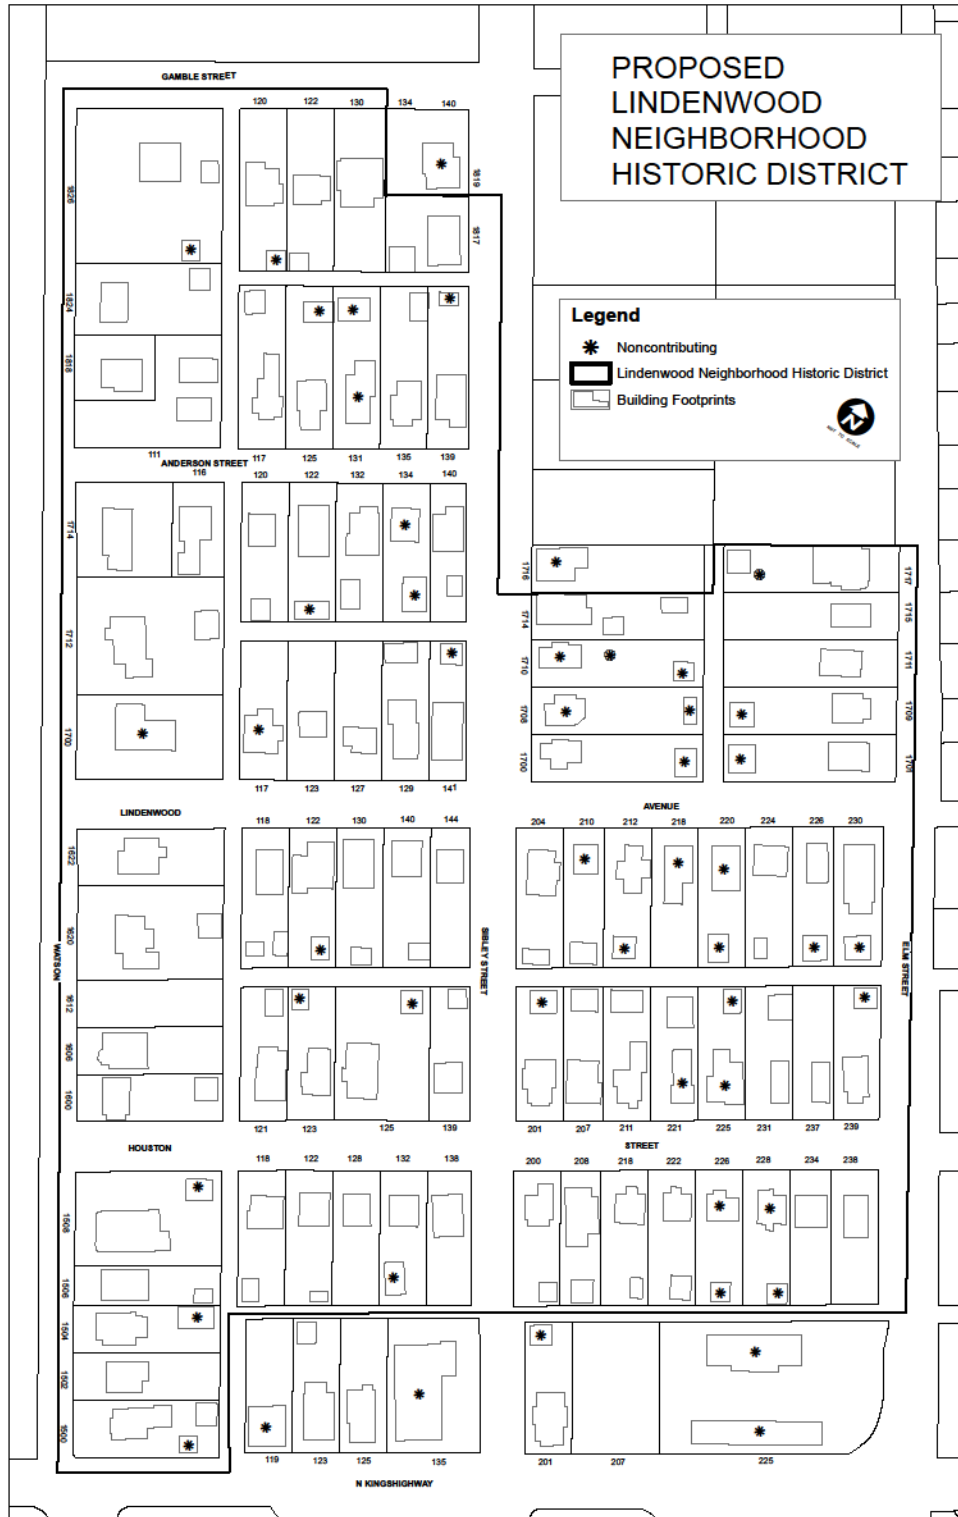 PROPOSED
LINDENWOOD
NEIGHBORHOOD
HISTORIC DISTRICT
GAMBLE STREET
120 122 130 134 140
1826
1819
1817
Legend
Noncontributing
Lindenwood Neighborhood Historic District
Building Footprints
NOT TO SCALE
1824
1818
111
117 125 131 135 139
ANDERSON STREET
116
120 122 132 134 140
1714
1712
1700
1716
1714
1710
1708
1700
1717
1715
1711
1709
1701
117 123 127 129 141
LINDENWOOD
AVENUE
118 122 130 140 144
204 210 212 218 220 224 226 230
1622
1620
WATSON
1612
1606
1600
SIBLEY STREET
ELM STREET
121 123 125 139
201 207 211 221 225 231 237 239
HOUSTON
STREET
118 122 128 132 138
200 208 218 222 226 228 234 238
1508
1506
1504
1502
1500
119 123 125 135
201 207 225
N KINGSHIGHWAY